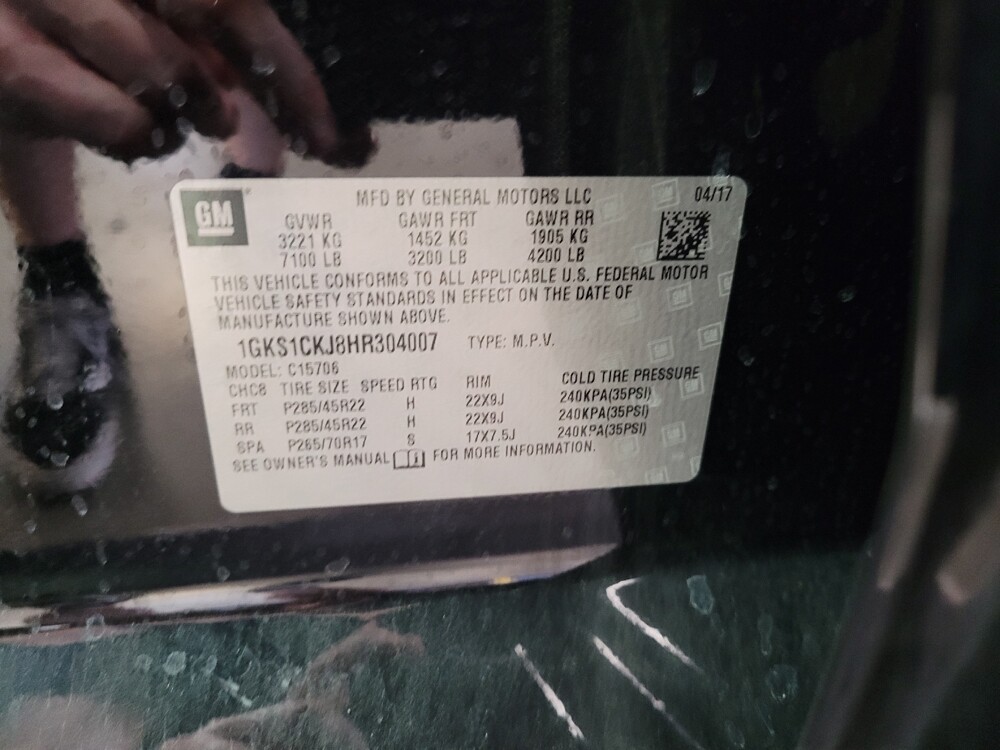 GM
MFD BY GENERAL MOTORS LLC 04/17
GVWR GAWR FRT GAWR RR
3221 KG 1452 KG 1905 KG
7100 LB 3200 LB 4200 LB
THIS VEHICLE CONFORMS TO ALL APPLICABLE U.S. FEDERAL MOTOR
VEHICLE SAFETY STANDARDS IN EFFECT ON THE DATE OF
MANUFACTURE SHOWN ABOVE.
1GKS1CKJ8HR304007 TYPE: M.P.V.
MODEL: C15706
CHC8 TIRE SIZE SPEED RTG RIM COLD TIRE PRESSURE
FRT P285/45R22 H 22X9J 240KPA(35PSI)
RR P285/45R22 H 22X9J 240KPA(35PSI)
SPA P265/70R17 S 17X7.5J 240KPA(35PSI)
SEE OWNER'S MANUAL FOR MORE INFORMATION.